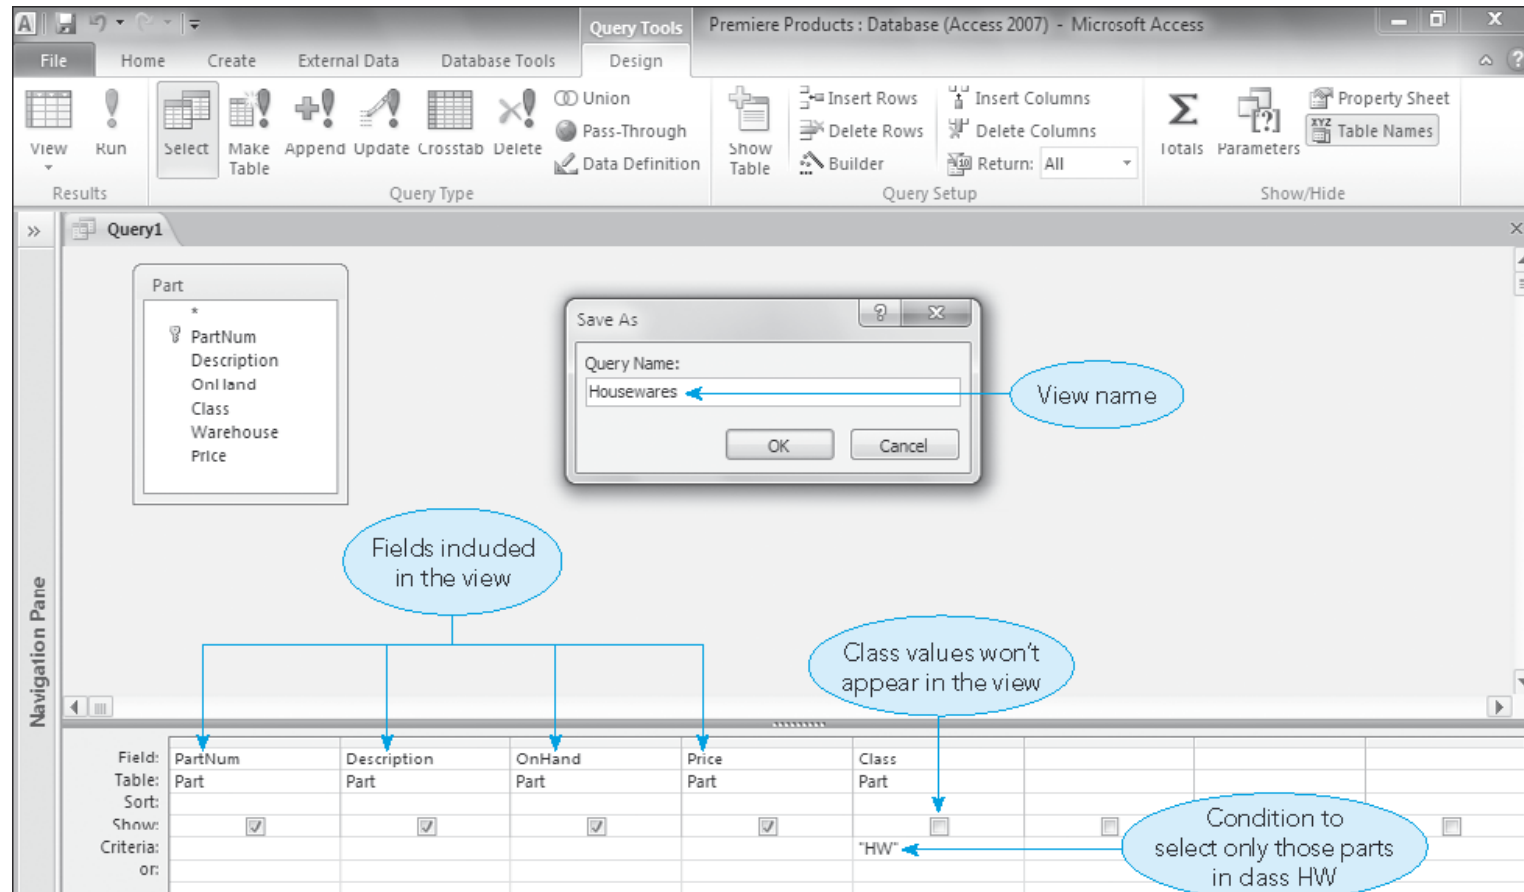 A
Query Tools
Premiere Products : Database (Access 2007) - Microsoft Access
X
File
Home
Create
External Data
Database Tools
Design
?
View
Run
Select
Make
Table
Append
Update
Crosstab
Delete
Union
Pass-Through
Data Definition
Show
Table
Insert Rows
Delete Rows
Builder
Insert Columns
Delete Columns
Return: All
Totals
Parameters
Property Sheet
Table Names
Results
Query Type
Query Setup
Show/Hide
»
Query1
Part
*
PartNum
Description
OnHand
Class
Warehouse
Price
Save As
?
Query Name:
Housewares
OK
Cancel
View name
Fields included
in the view
Class values won't
appear in the view
Navigation Pane
Field: PartNum Description OnHand Price Class
Table: Part Part Part Part Part
Sort:
Show:
Criteria: "HW"
or:
Condition to
select only those parts
in class HW